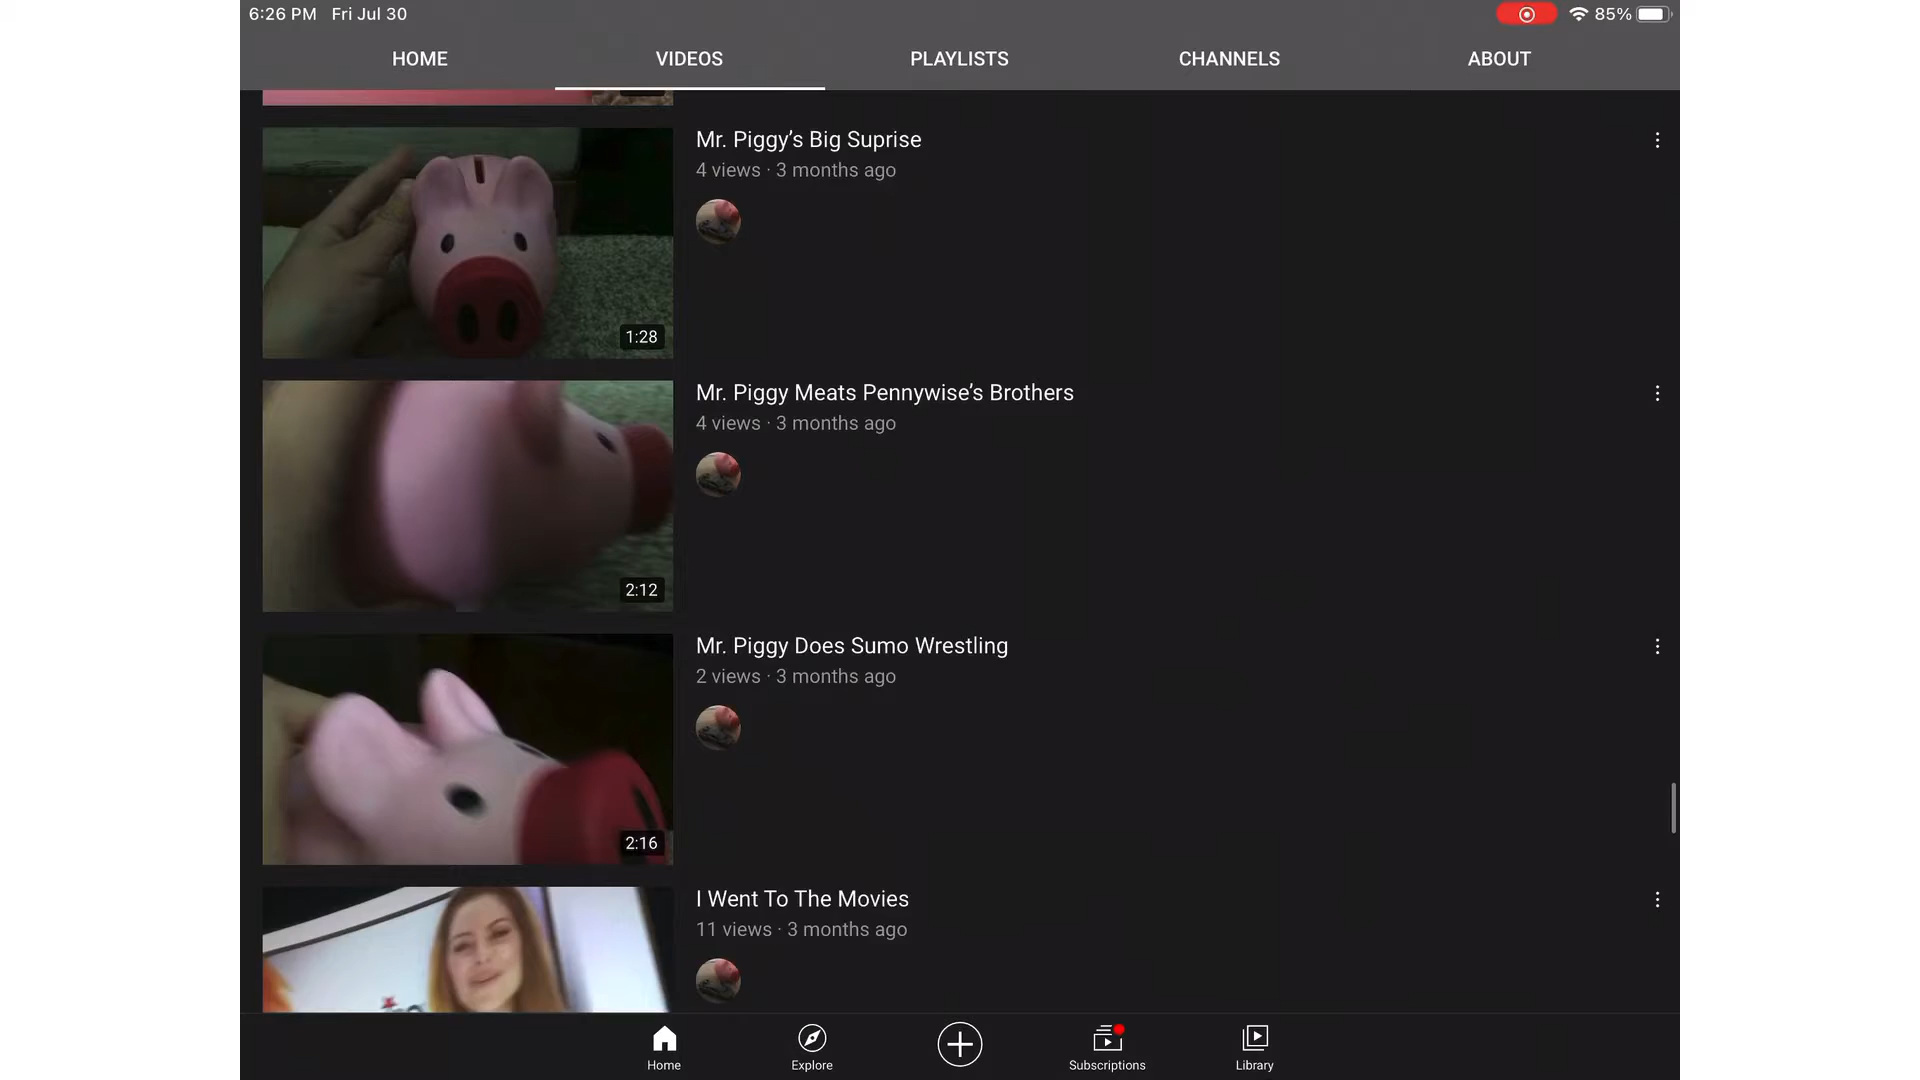 6:26 PM Fri Jul 30
85%
HOME VIDEOS PLAYLISTS CHANNELS ABOUT
Mr. Piggy’s Big Suprise
4 views · 3 months ago
1:28
Mr. Piggy Meats Pennywise’s Brothers
4 views · 3 months ago
2:12
Mr. Piggy Does Sumo Wrestling
2 views · 3 months ago
2:16
I Went To The Movies
11 views · 3 months ago
Home Explore Subscriptions Library